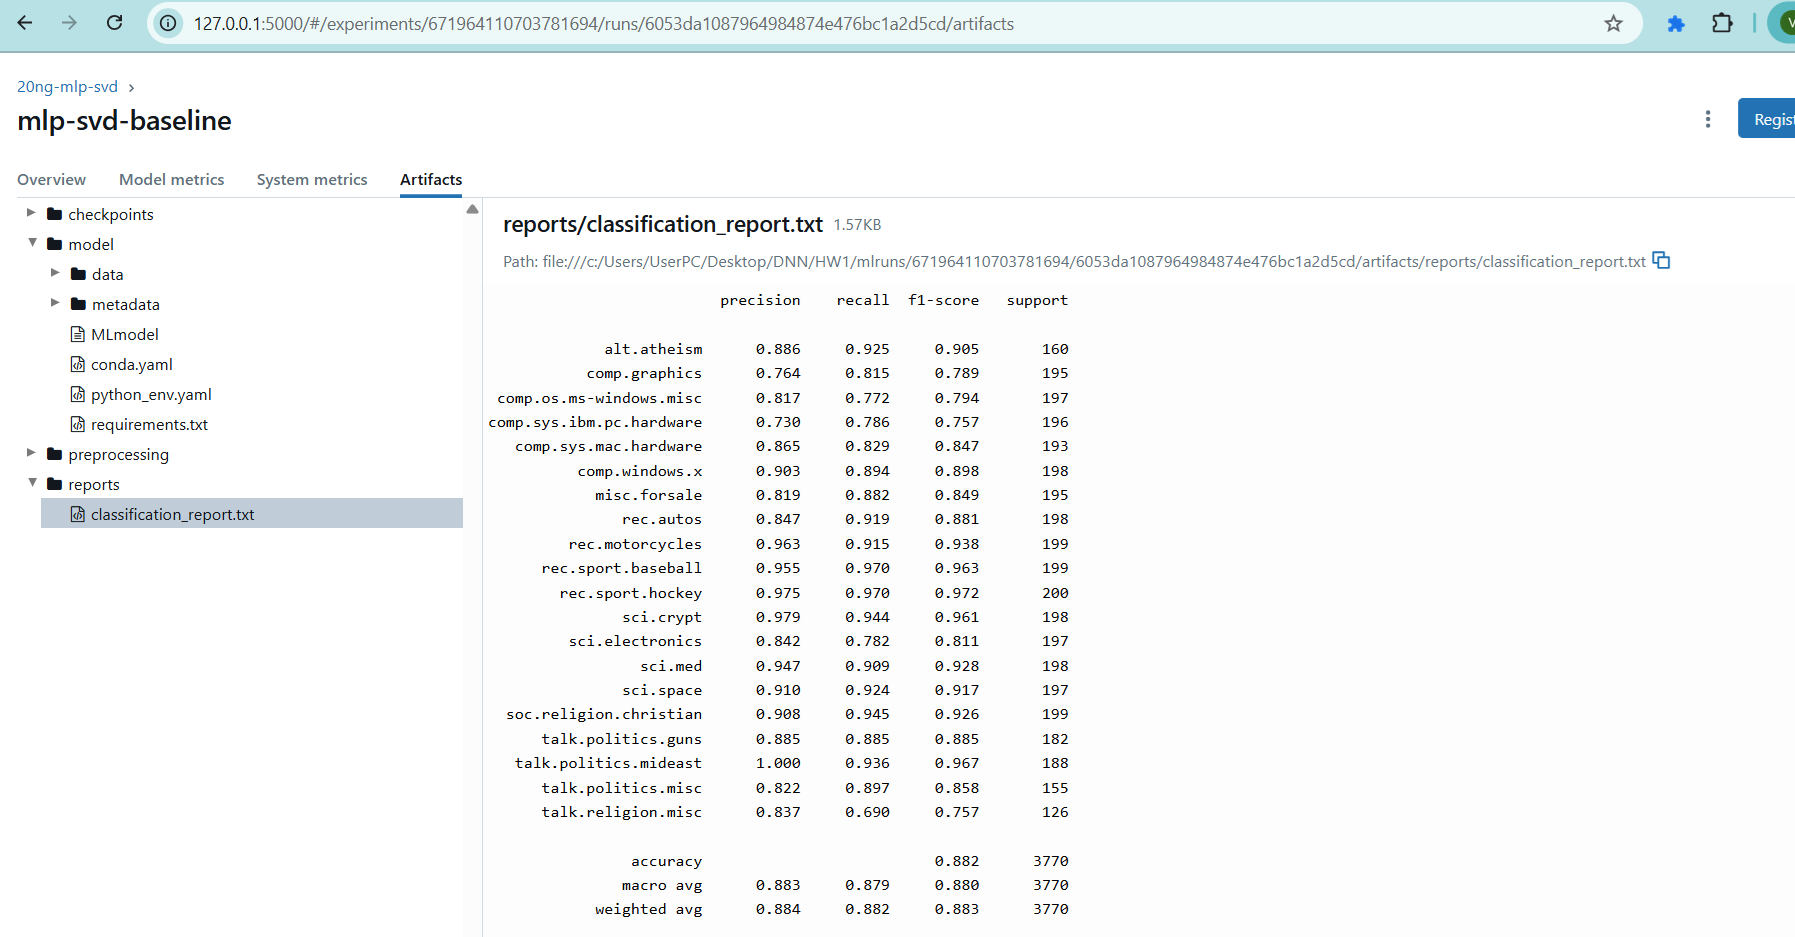 127.0.0.1:5000/#/experiments/671964110703781694/runs/6053da1087964984874e476bc1a2d5cd/artifacts
V
20ng-mlp-svd
mlp-svd-baseline
Regist
Overview Model metrics System metrics Artifacts
checkpoints
model
data
metadata
MLmodel
conda.yaml
python_env.yaml
requirements.txt
preprocessing
reports
classification_report.txt
reports/classification_report.txt 1.57KB
Path: file:///c:/Users/UserPC/Desktop/DNN/HW1/mlruns/671964110703781694/6053da1087964984874e476bc1a2d5cd/artifacts/reports/classification_report.txt
precision recall f1-score support
alt.atheism 0.886 0.925 0.905 160
comp.graphics 0.764 0.815 0.789 195
comp.os.ms-windows.misc 0.817 0.772 0.794 197
comp.sys.ibm.pc.hardware 0.730 0.786 0.757 196
comp.sys.mac.hardware 0.865 0.829 0.847 193
comp.windows.x 0.903 0.894 0.898 198
misc.forsale 0.819 0.882 0.849 195
rec.autos 0.847 0.919 0.881 198
rec.motorcycles 0.963 0.915 0.938 199
rec.sport.baseball 0.955 0.970 0.963 199
rec.sport.hockey 0.975 0.970 0.972 200
sci.crypt 0.979 0.944 0.961 198
sci.electronics 0.842 0.782 0.811 197
sci.med 0.947 0.909 0.928 198
sci.space 0.910 0.924 0.917 197
soc.religion.christian 0.908 0.945 0.926 199
talk.politics.guns 0.885 0.885 0.885 182
talk.politics.mideast 1.000 0.936 0.967 188
talk.politics.misc 0.822 0.897 0.858 155
talk.religion.misc 0.837 0.690 0.757 126
accuracy 0.882 3770
macro avg 0.883 0.879 0.880 3770
weighted avg 0.884 0.882 0.883 3770